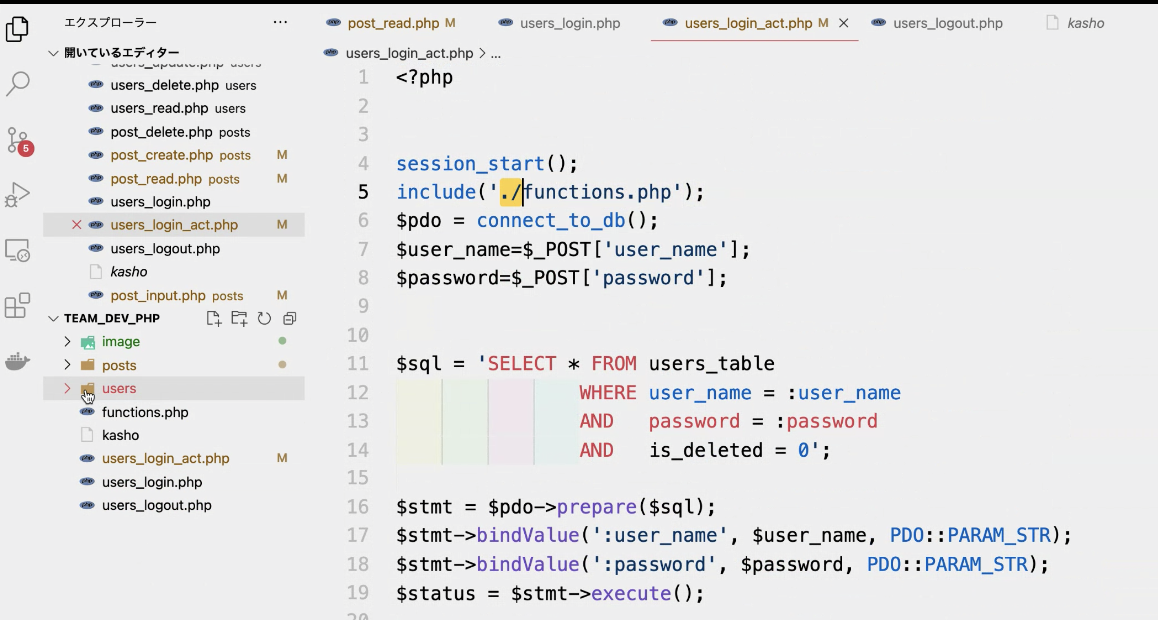 エクスプローラー
開いているエディター
users_update.php users
users_delete.php users
users_read.php users
post_delete.php posts
post_create.php posts M
post_read.php posts M
users_login.php
users_login_act.php M
users_logout.php
kasho
post_input.php posts M
TEAM_DEV_PHP
image
posts
users
functions.php
kasho
users_login_act.php M
users_login.php
users_logout.php
5
post_read.php M
users_login.php
users_login_act.php M
users_logout.php
kasho
users_login_act.php > ...
1 <?php
2
3
4 session_start();
5 include('./functions.php');
6 $pdo = connect_to_db();
7 $user_name=$_POST['user_name'];
8 $password=$_POST['password'];
9
10
11 $sql = 'SELECT * FROM users_table
12 WHERE user_name = :user_name
13 AND password = :password
14 AND is_deleted = 0';
15
16 $stmt = $pdo->prepare($sql);
17 $stmt->bindValue(':user_name', $user_name, PDO::PARAM_STR);
18 $stmt->bindValue(':password', $password, PDO::PARAM_STR);
19 $status = $stmt->execute();
20